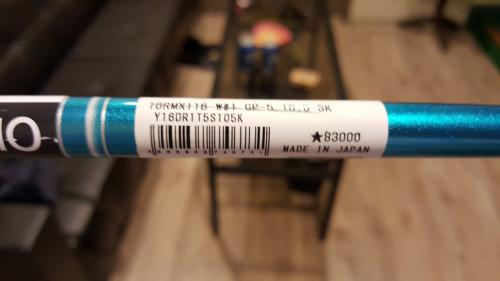 16RMX116 W#1 GP-5 10.5 SK
Y16DR1T5S105K
★83000
MADE IN JAPAN